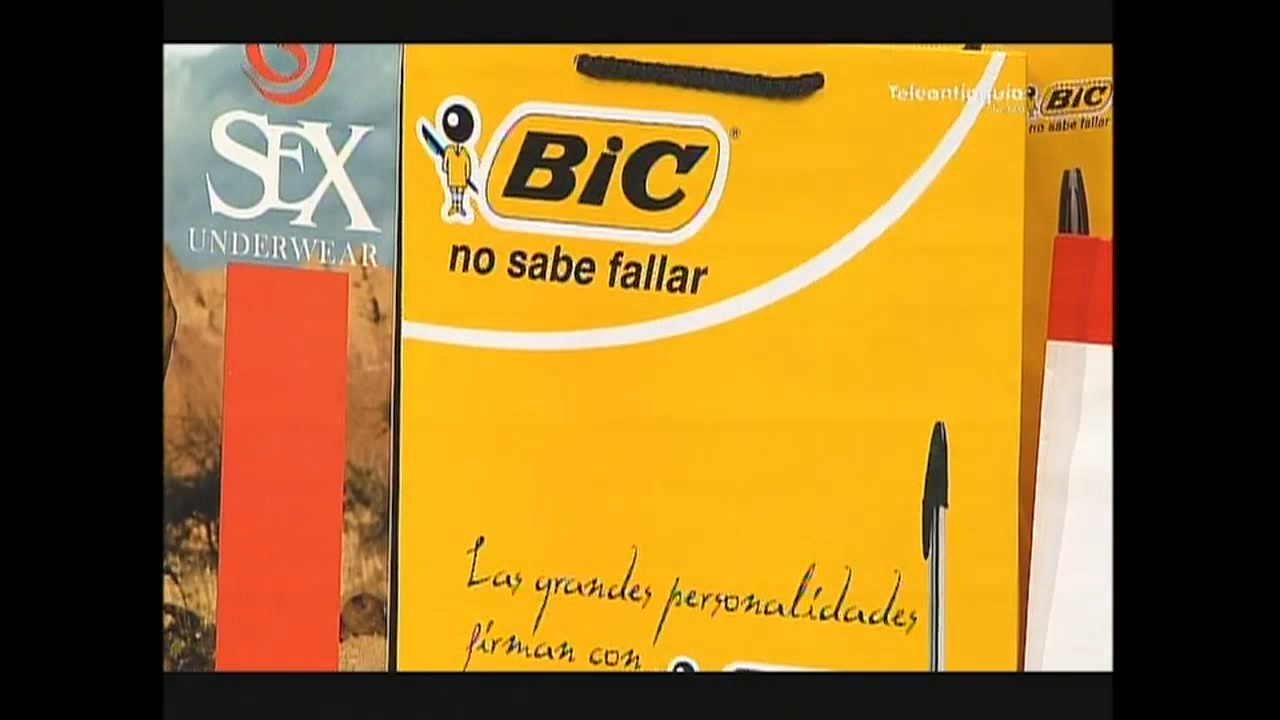 SEX
UNDERWEAR
BiC®
no sabe fallar
Las grandes personalidades
firman con
Teleantioquia
BiC
no sabe fallar